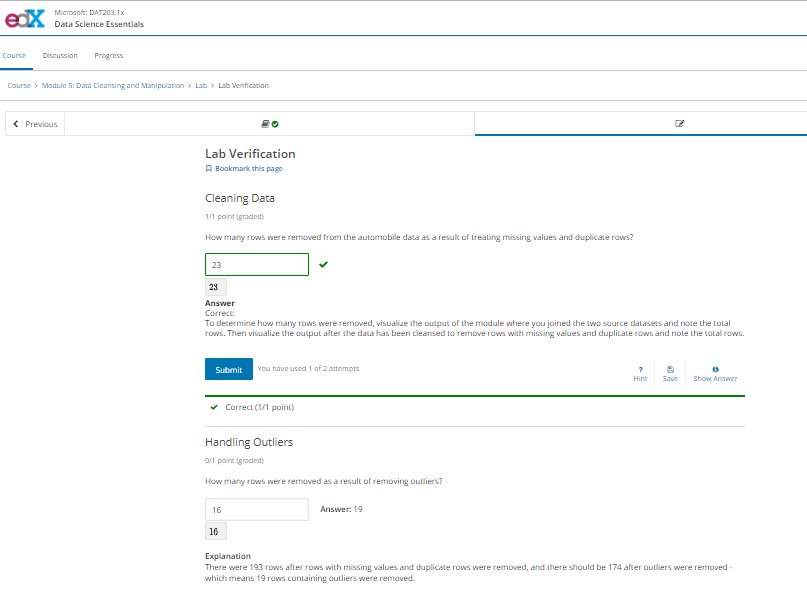 edX
Microsoft: DAT203.1x
Data Science Essentials
Course Discussion Progress
Course > Module 5: Data Cleansing and Manipulation > Lab > Lab Verification
Previous
Lab Verification
Bookmark this page
Cleaning Data
1/1 point (graded)
How many rows were removed from the automobile data as a result of treating missing values and duplicate rows?
23
23
Answer
Correct:
To determine how many rows were removed, visualize the output of the module where you joined the two source datasets and note the total
rows. Then visualize the output after the data has been cleansed to remove rows with missing values and duplicate rows and note the total rows.
Submit You have used 1 of 2 attempts
? Hint Save Show Answer
Correct (1/1 point)
Handling Outliers
0/1 point (graded)
How many rows were removed as a result of removing outliers?
16 Answer: 19
16
Explanation
There were 193 rows after rows with missing values and duplicate rows were removed, and there should be 174 after outliers were removed -
which means 19 rows containing outliers were removed.